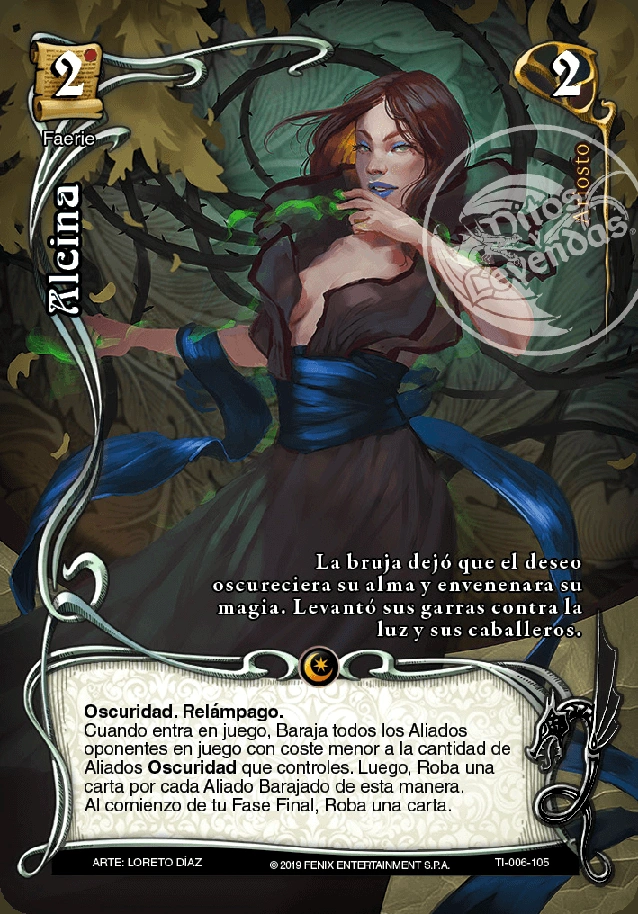 2
2
Faerie
Alcina
Ariosto
Mitos
Leyendas
La bruja dejó que el deseo
oscureciera su alma y envenenara su
magia. Levantó sus garras contra la
luz y sus caballeros.
Oscuridad. Relámpago.
Cuando entra en juego, Baraja todos los Aliados
oponentes en juego con coste menor a la cantidad de
Aliados Oscuridad que controles. Luego, Roba una
carta por cada Aliado Barajado de esta manera.
Al comienzo de tu Fase Final, Roba una carta.
ARTE: LORETO DÍAZ
© 2019 FENIX ENTERTAINMENT S.P.A.
TI-006-105